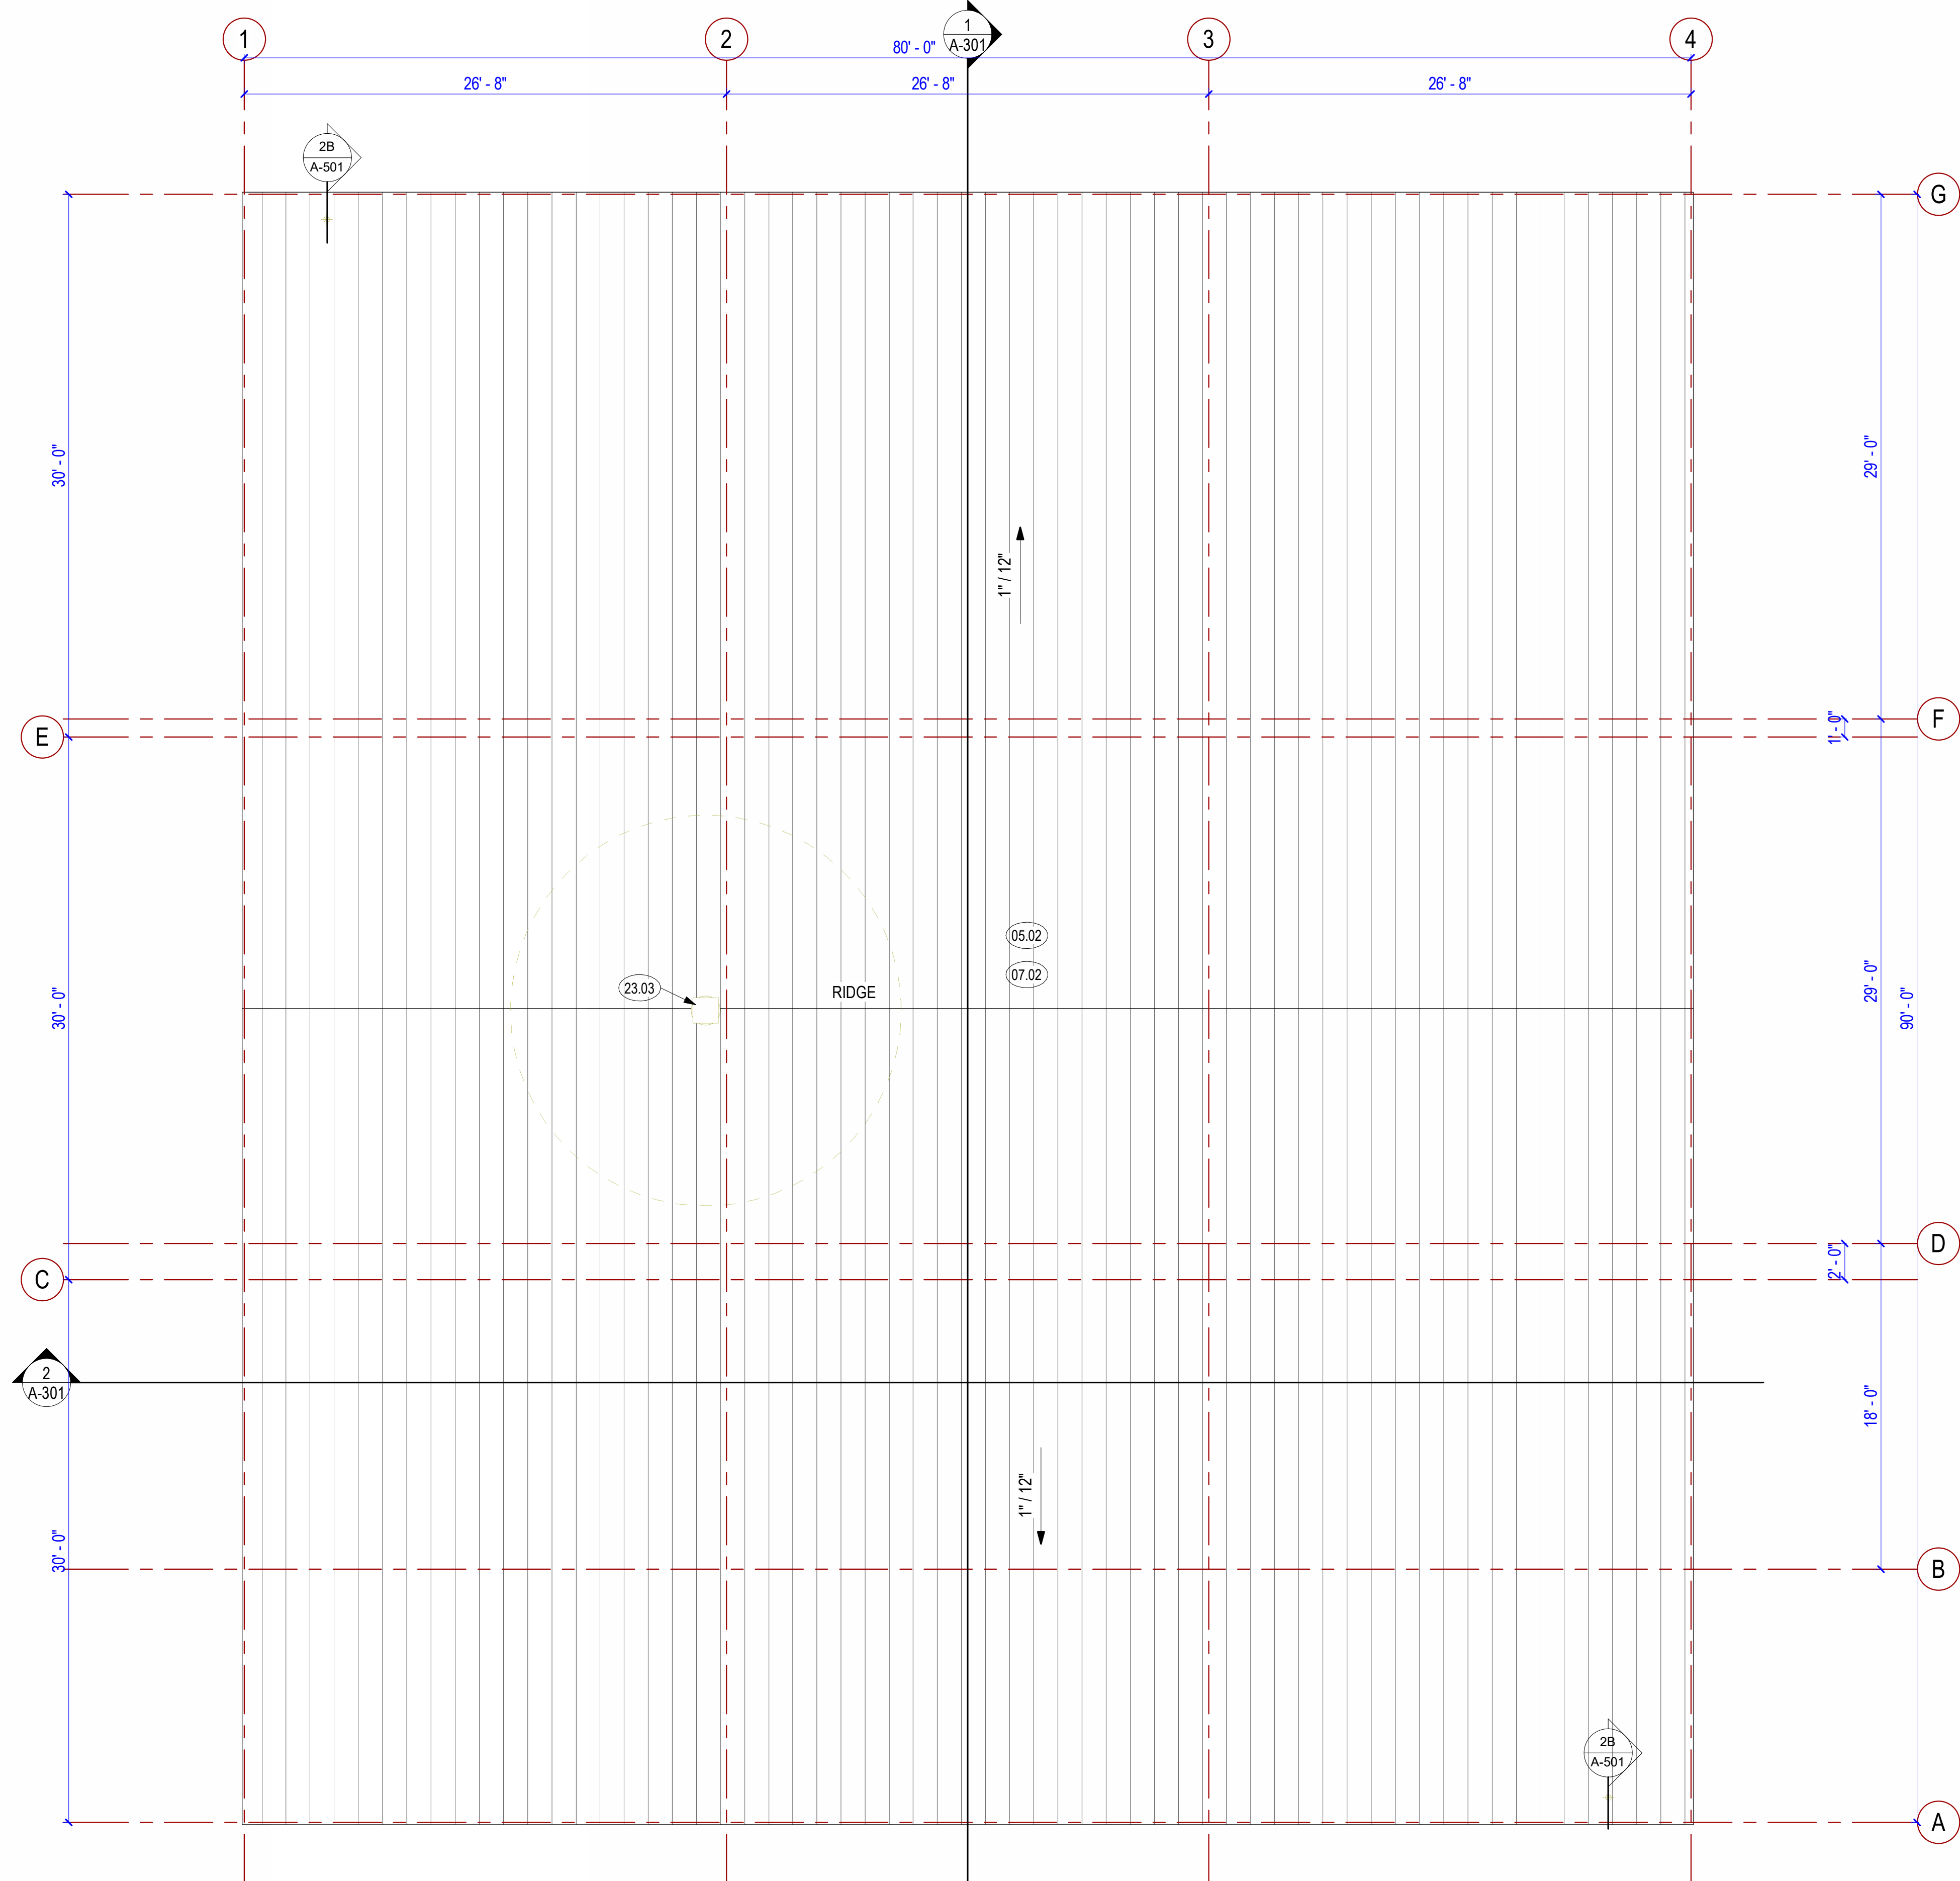 1
2
1
A-301
3
4
80' - 0"
26' - 8"
26' - 8"
26' - 8"
2B
A-501
G
30' - 0"
29' - 0"
1" / 12"
E
F
1' - 0"
05.02
07.02
23.03
RIDGE
30' - 0"
29' - 0"
90' - 0"
D
2' - 0"
C
2
A-301
18' - 0"
1" / 12"
30' - 0"
B
2B
A-501
A